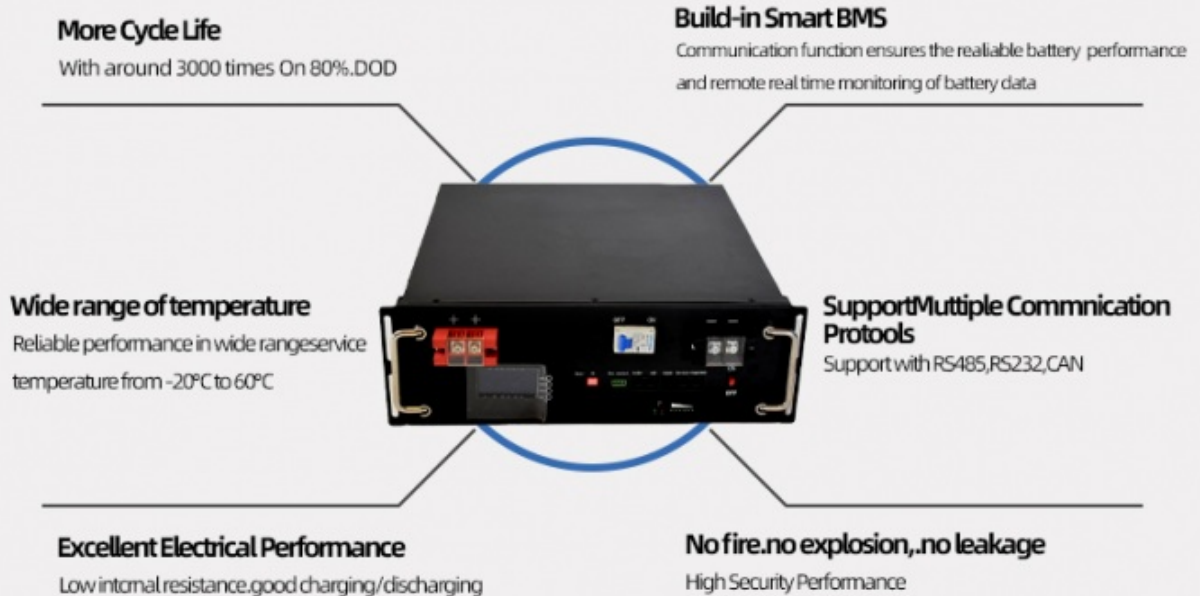 More Cycle Life
With around 3000 times On 80%.DOD
Build-in Smart BMS
Communication function ensures the realiable battery performance
and remote real time monitoring of battery data
Wide range of temperature
Reliable performance in wide rangeservice
temperature from -20°C to 60°C
SupportMuttiple Commnication
Protools
Support with RS485,RS232,CAN
OFF ON
ON
OFF
Excellent Electrical Performance
Low intcrnal resistance.good charging/discharging
No fire.no explosion,.no leakage
High Security Performance